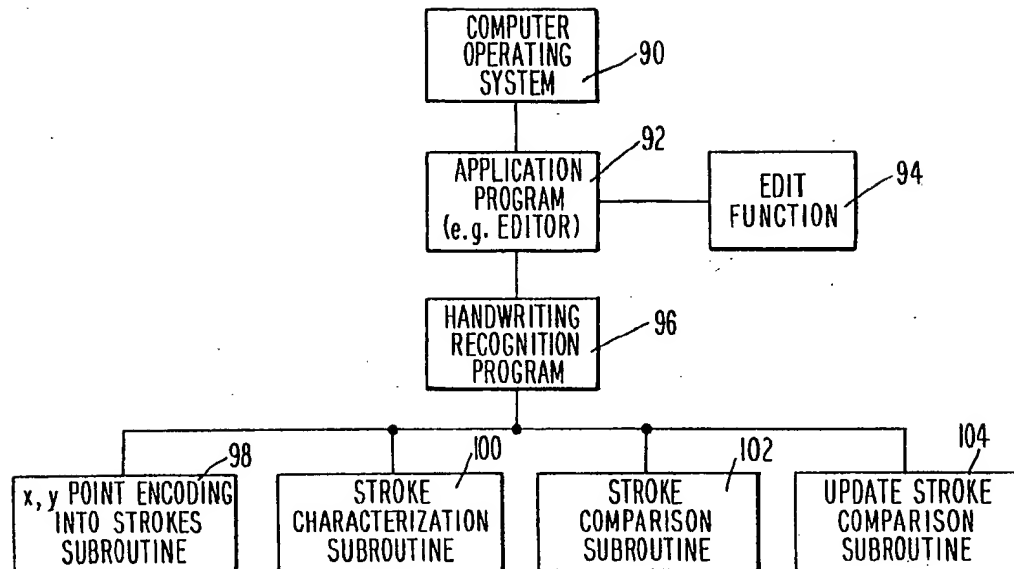 COMPUTER
OPERATING
SYSTEM
90
APPLICATION
PROGRAM
(e.g. EDITOR)
92
EDIT
FUNCTION
94
HANDWRITING
RECOGNITION
PROGRAM
96
x, y POINT ENCODING
INTO STROKES
SUBROUTINE
98
STROKE
CHARACTERIZATION
SUBROUTINE
100
STROKE
COMPARISON
SUBROUTINE
102
UPDATE STROKE
COMPARISON
SUBROUTINE
104